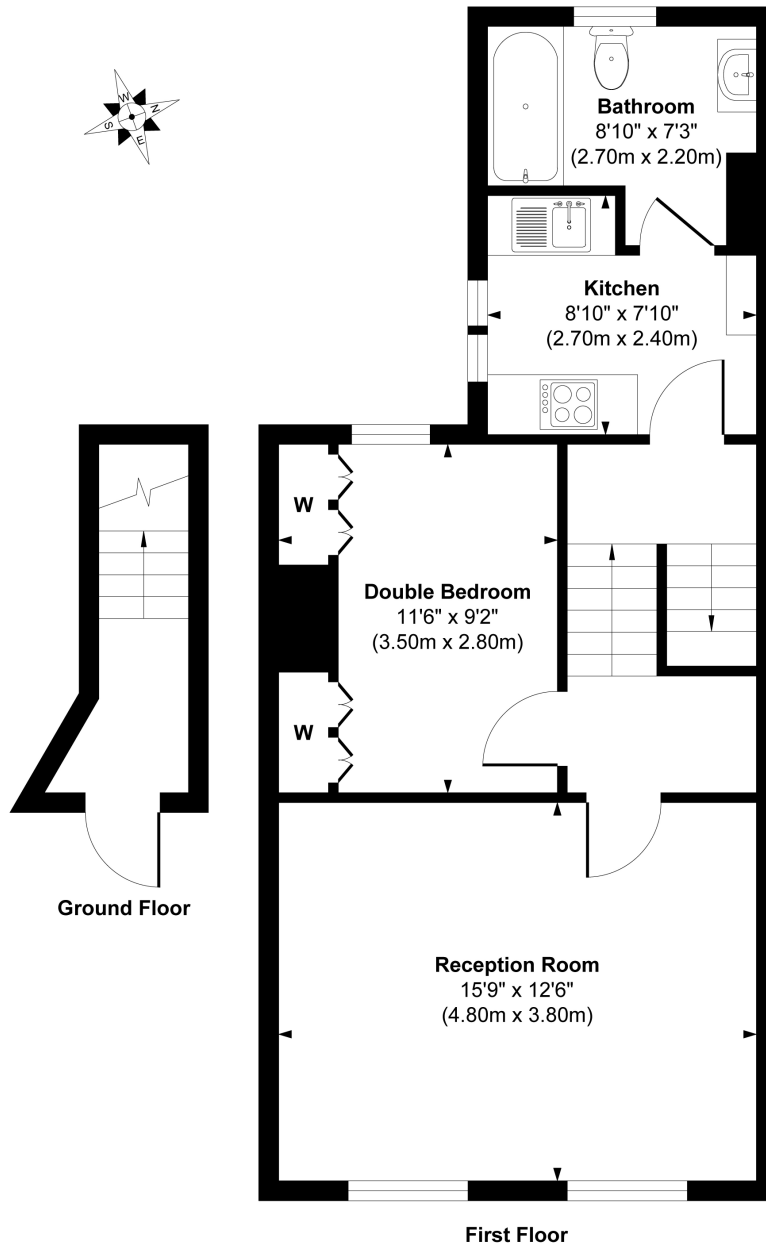 W
N
S
E
Bathroom
8'10" x 7'3"
(2.70m x 2.20m)
Kitchen
8'10" x 7'10"
(2.70m x 2.40m)
W
Double Bedroom
11'6" x 9'2"
(3.50m x 2.80m)
W
Ground Floor
Reception Room
15'9" x 12'6"
(4.80m x 3.80m)
First Floor